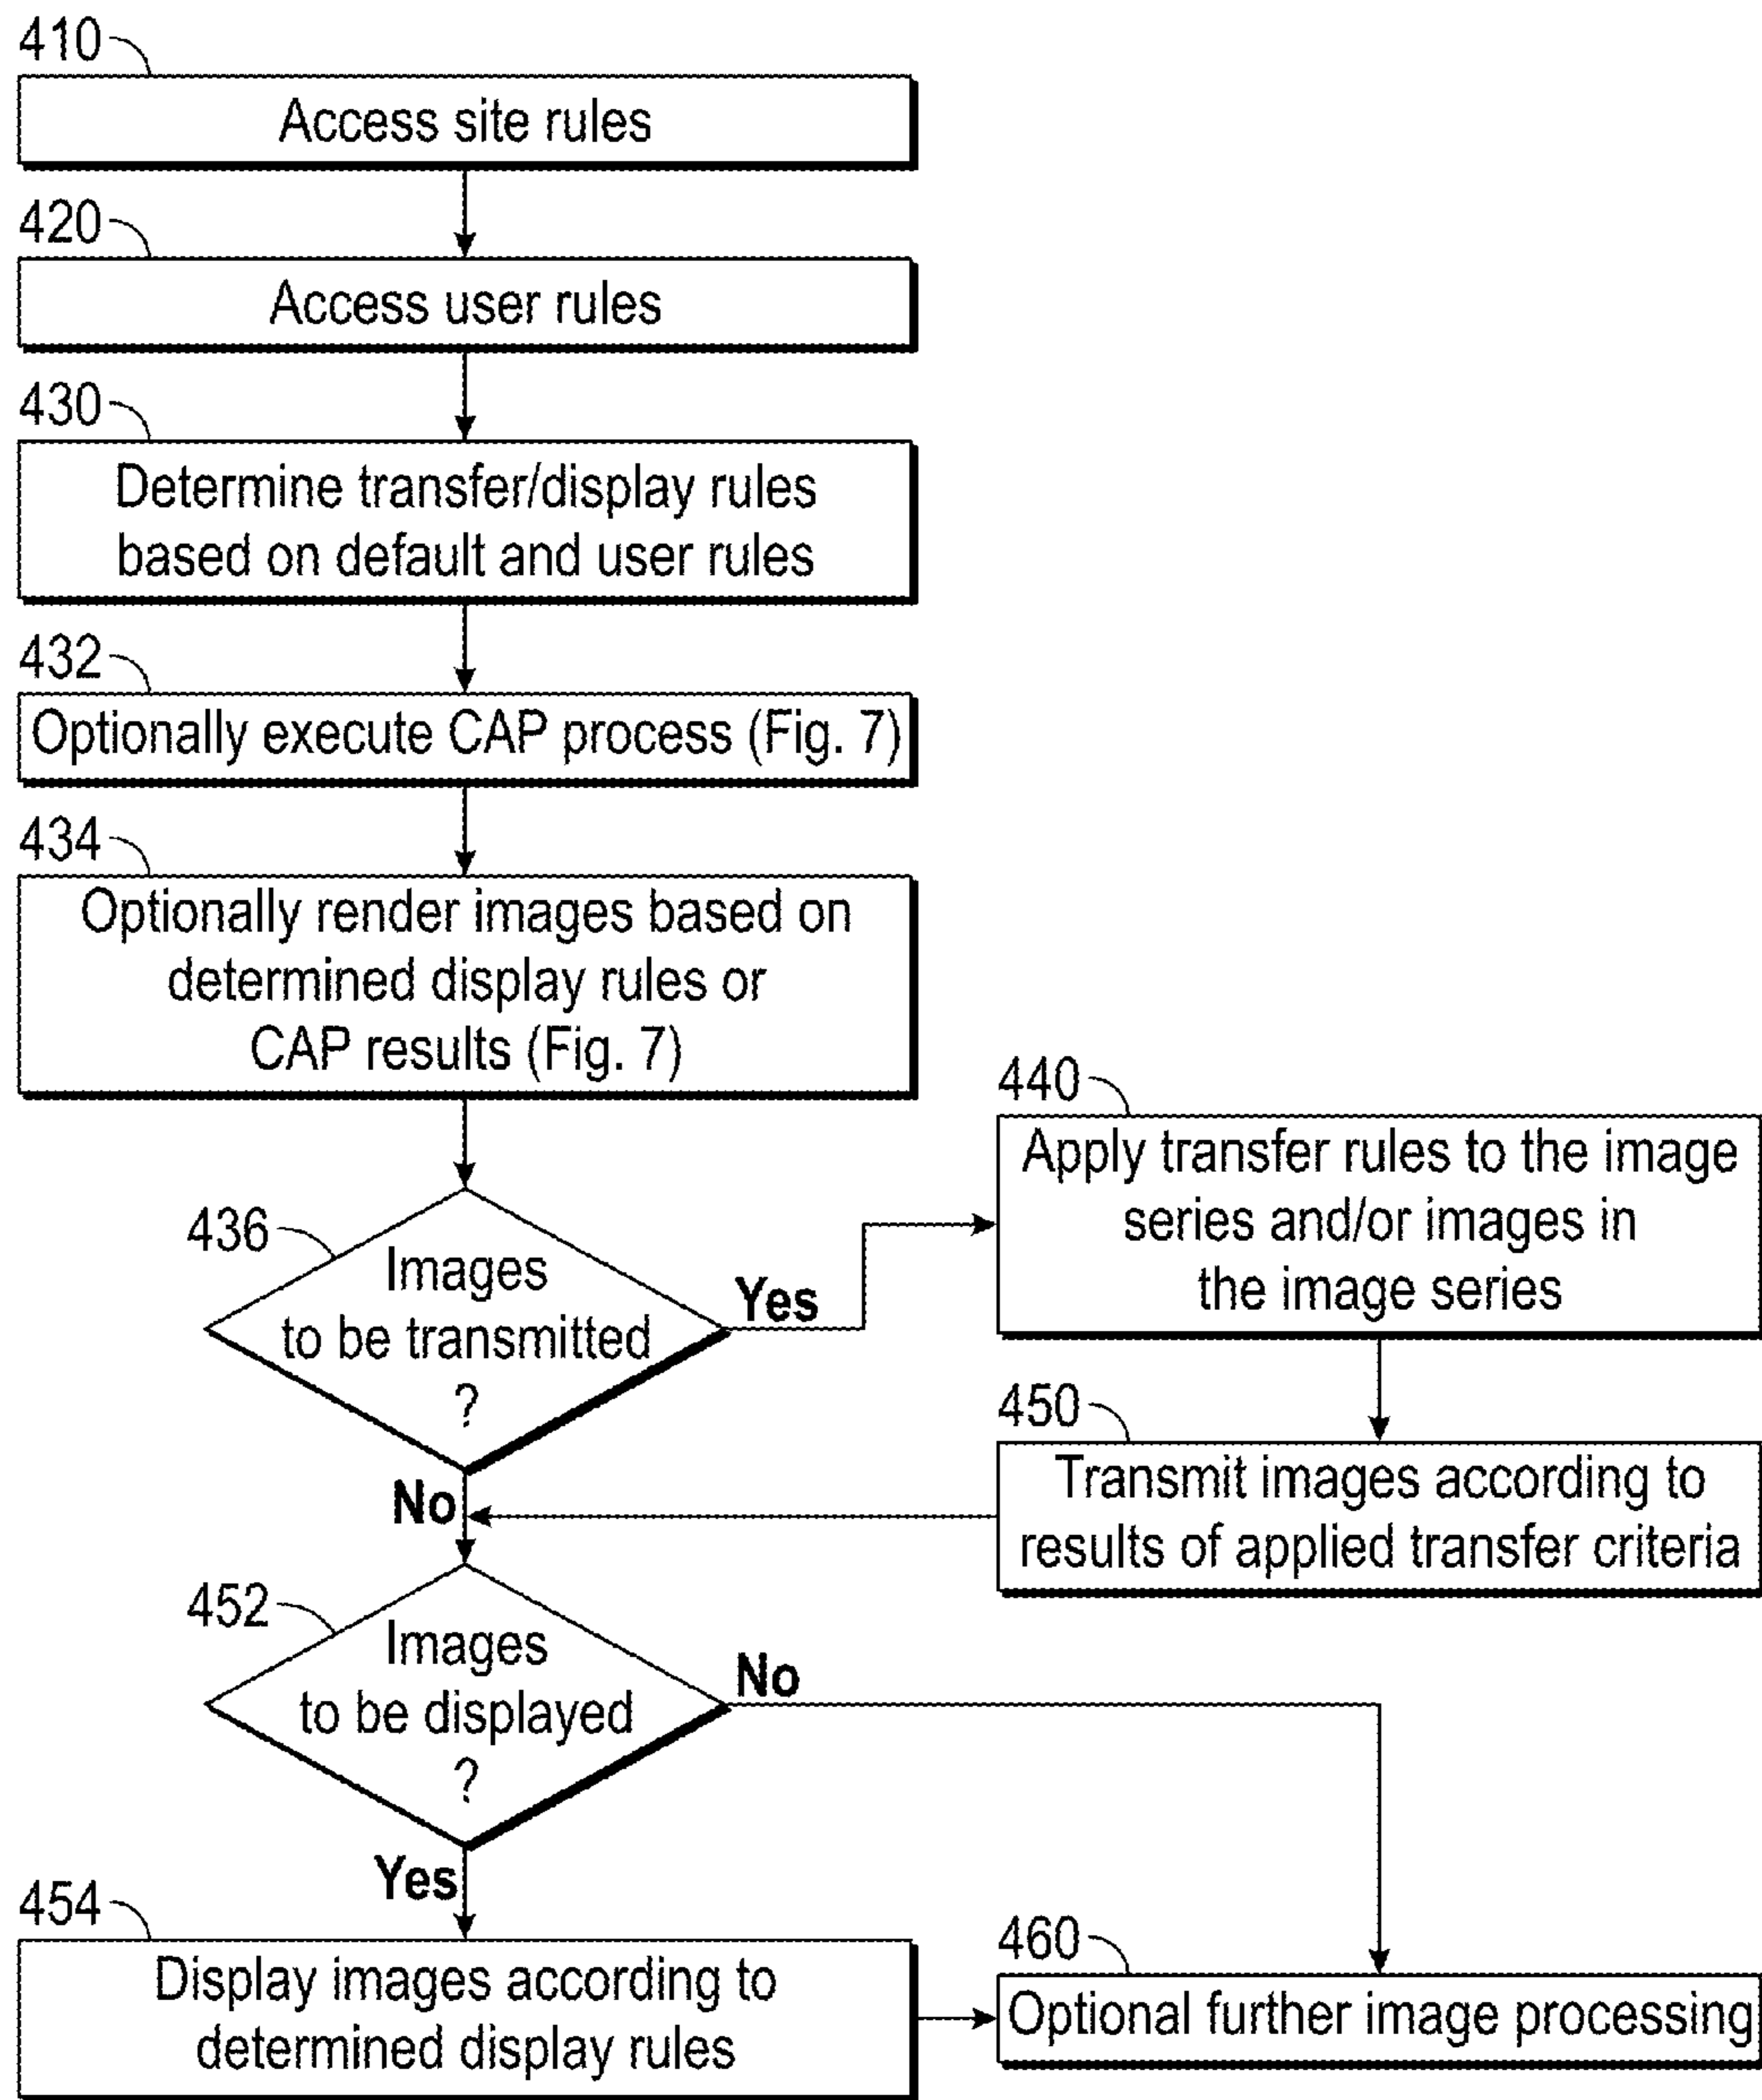 410
Access site rules
420
Access user rules
430
Determine transfer/display rules
based on default and user rules
432
Optionally execute CAP process (Fig. 7)
434
Optionally render images based on
determined display rules or
CAP results (Fig. 7)
436
Images
to be transmitted
?
Yes
No
440
Apply transfer rules to the image
series and/or images in
the image series
450
Transmit images according to
results of applied transfer criteria
452
Images
to be displayed
?
No
Yes
454
Display images according to
determined display rules
460
Optional further image processing